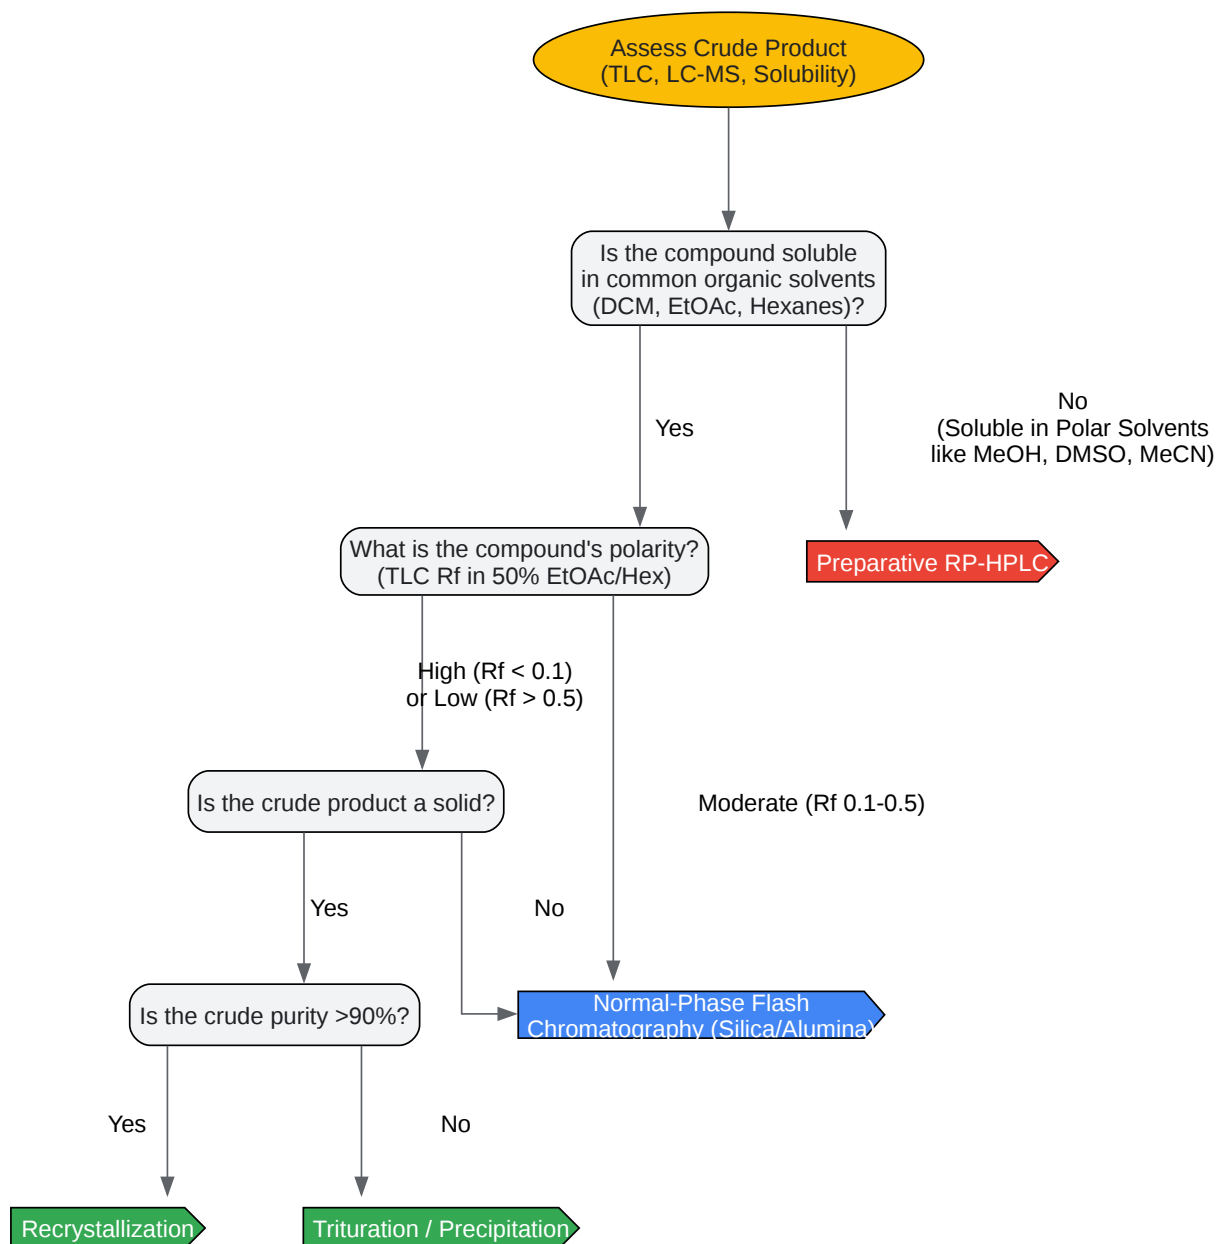 Assess Crude Product
(TLC, LC-MS, Solubility)
Is the compound soluble
in common organic solvents
(DCM, EtOAc, Hexanes)?
Yes
No
(Soluble in Polar Solvents
like MeOH, DMSO, MeCN)
What is the compound's polarity?
(TLC Rf in 50% EtOAc/Hex)
Preparative RP-HPLC
High (Rf < 0.1)
or Low (Rf > 0.5)
Is the crude product a solid?
Moderate (Rf 0.1-0.5)
Yes
No
Is the crude purity >90%?
Normal-Phase Flash
Chromatography (Silica/Alumina)
Yes
No
Recrystallization
Trituration / Precipitation